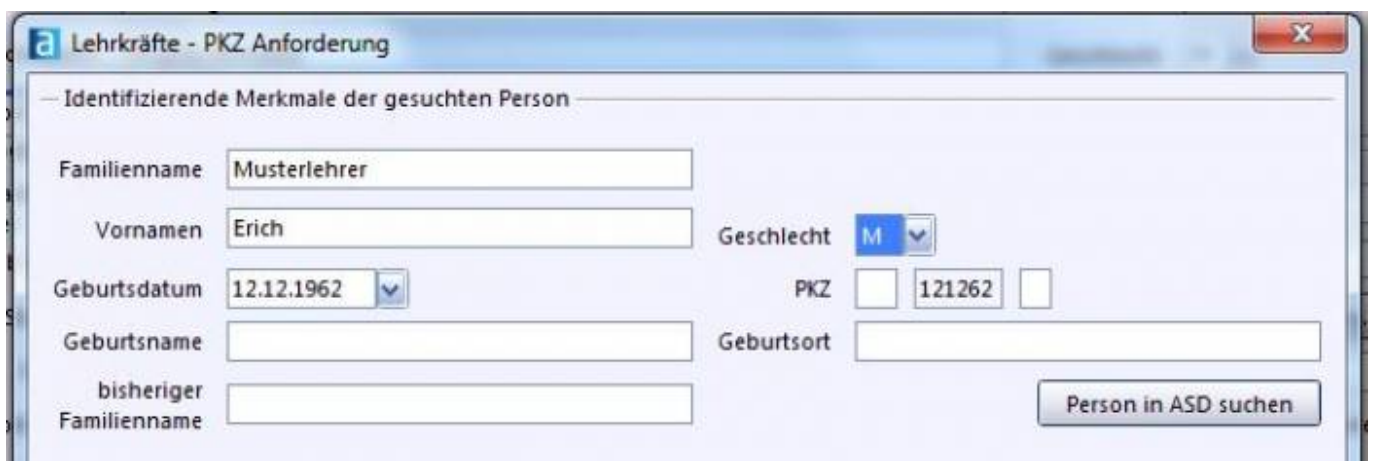 a Lehrkräfte - PKZ Anforderung
Identifizierende Merkmale der gesuchten Person
Familienname Musterlehrer
Vornamen Erich Geschlecht M
Geburtsdatum 12.12.1962 PKZ 121262
Geburtsname Geburtsort
bisheriger
Familienname Person in ASD suchen